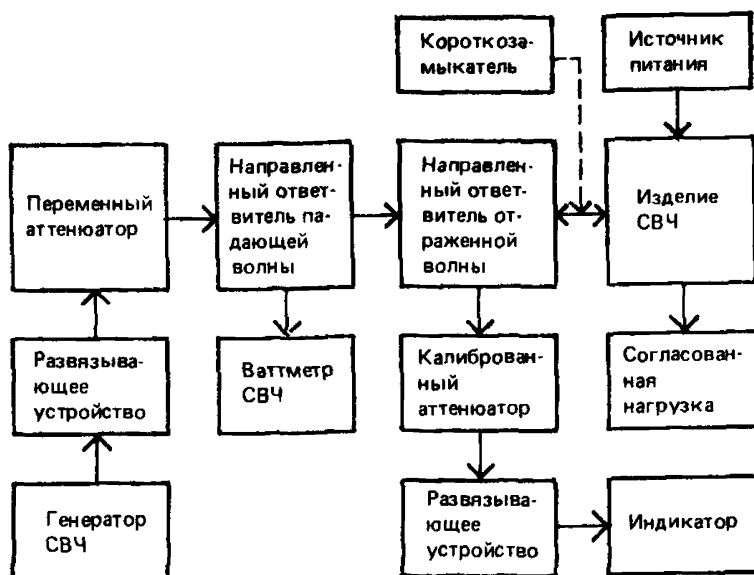 Короткоза-
мыкатель
Источник
питания
Переменный
аттенюатор
Направлен-
ный ответ-
витель па-
дающей
волны
Направлен-
ный ответ-
витель от-
раженной
волны
Изделие
СВЧ
Развязыва-
ющее
устройство
Ваттметр
СВЧ
Калиброван-
ный
аттенюатор
Согласован-
ная
нагрузка
Генератор
СВЧ
Развязыва-
ющее
устройство
Индикатор